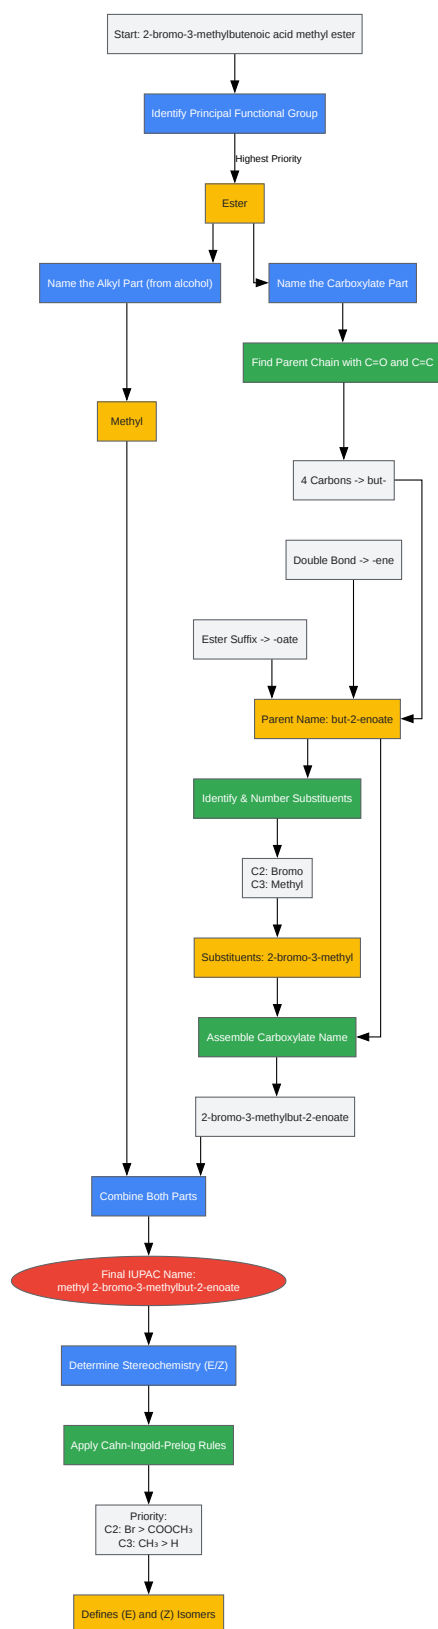 Start: 2-bromo-3-methylbutenoic acid methyl ester
Identify Principal Functional Group
Highest Priority
Ester
Name the Alkyl Part (from alcohol)
Name the Carboxylate Part
Find Parent Chain with C=O and C=C
Methyl
4 Carbons -> but-
Double Bond -> -ene
Ester Suffix -> -oate
Parent Name: but-2-enoate
Identify & Number Substituents
C2: Bromo
C3: Methyl
Substituents: 2-bromo-3-methyl
Assemble Carboxylate Name
2-bromo-3-methylbut-2-enoate
Combine Both Parts
Final IUPAC Name:
methyl 2-bromo-3-methylbut-2-enoate
Determine Stereochemistry (E/Z)
Apply Cahn-Ingold-Prelog Rules
Priority:
C2: Br > COOCH₃
C3: CH₃ > H
Defines (E) and (Z) Isomers